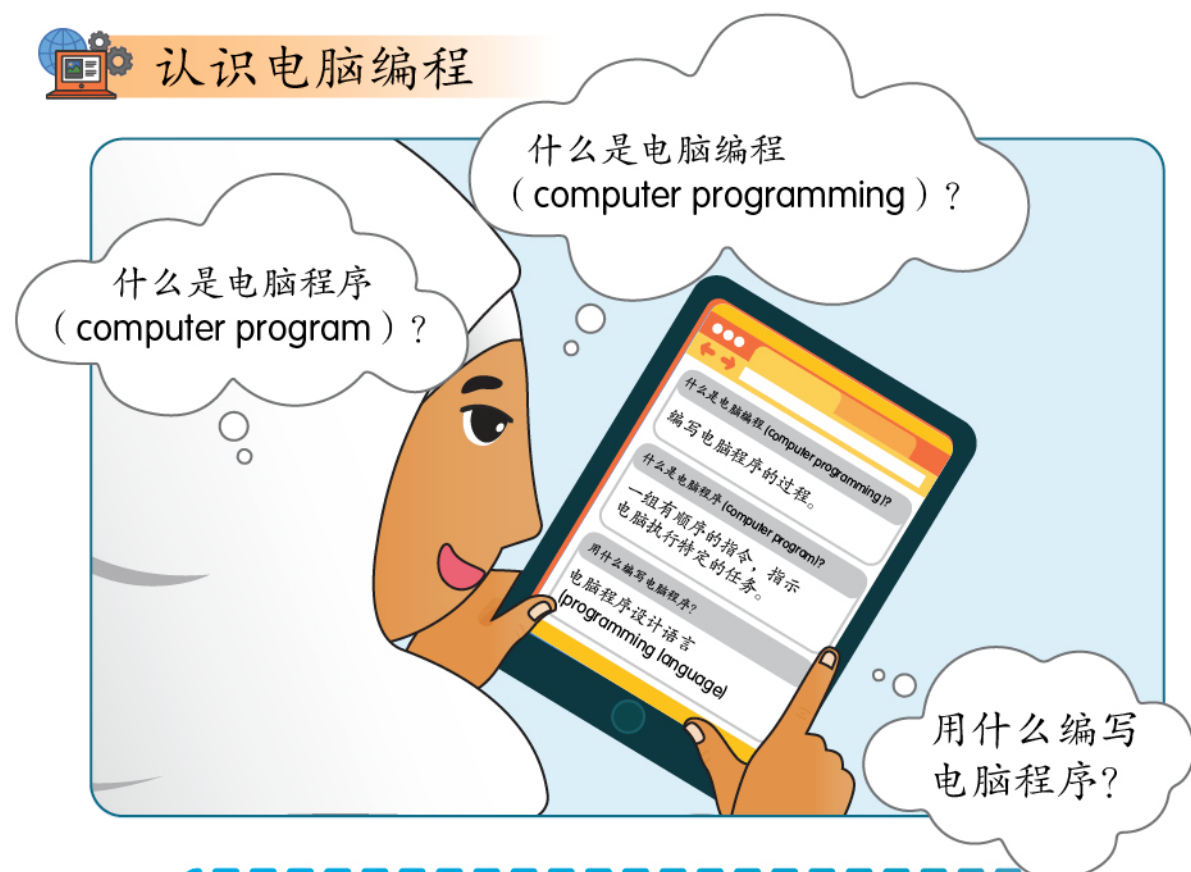 认识电脑编程
什么是电脑编程
（computer programming）？
什么是电脑程序
（computer program）？
什么是电脑编程 (computer programming)?
编写电脑程序的过程。
什么是电脑程序 (computer program)?
一组有顺序的指令，指示
电脑执行特定的任务。
用什么编写电脑程序?
电脑程序设计语言
(programming language)
用什么编写
电脑程序?